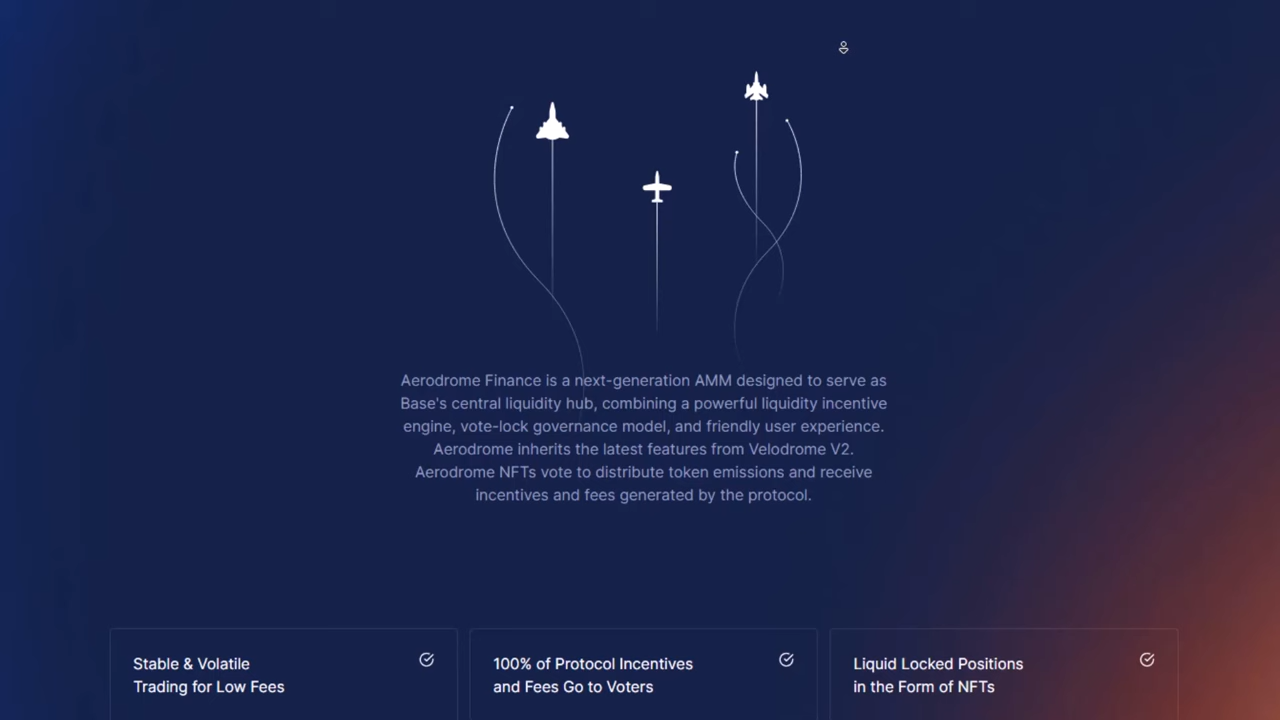 Aerodrome Finance is a next-generation AMM designed to serve as
Base's central liquidity hub, combining a powerful liquidity incentive
engine, vote-lock governance model, and friendly user experience.
Aerodrome inherits the latest features from Velodrome V2.
Aerodrome NFTs vote to distribute token emissions and receive
incentives and fees generated by the protocol.
Stable & Volatile
Trading for Low Fees
100% of Protocol Incentives
and Fees Go to Voters
Liquid Locked Positions
in the Form of NFTs